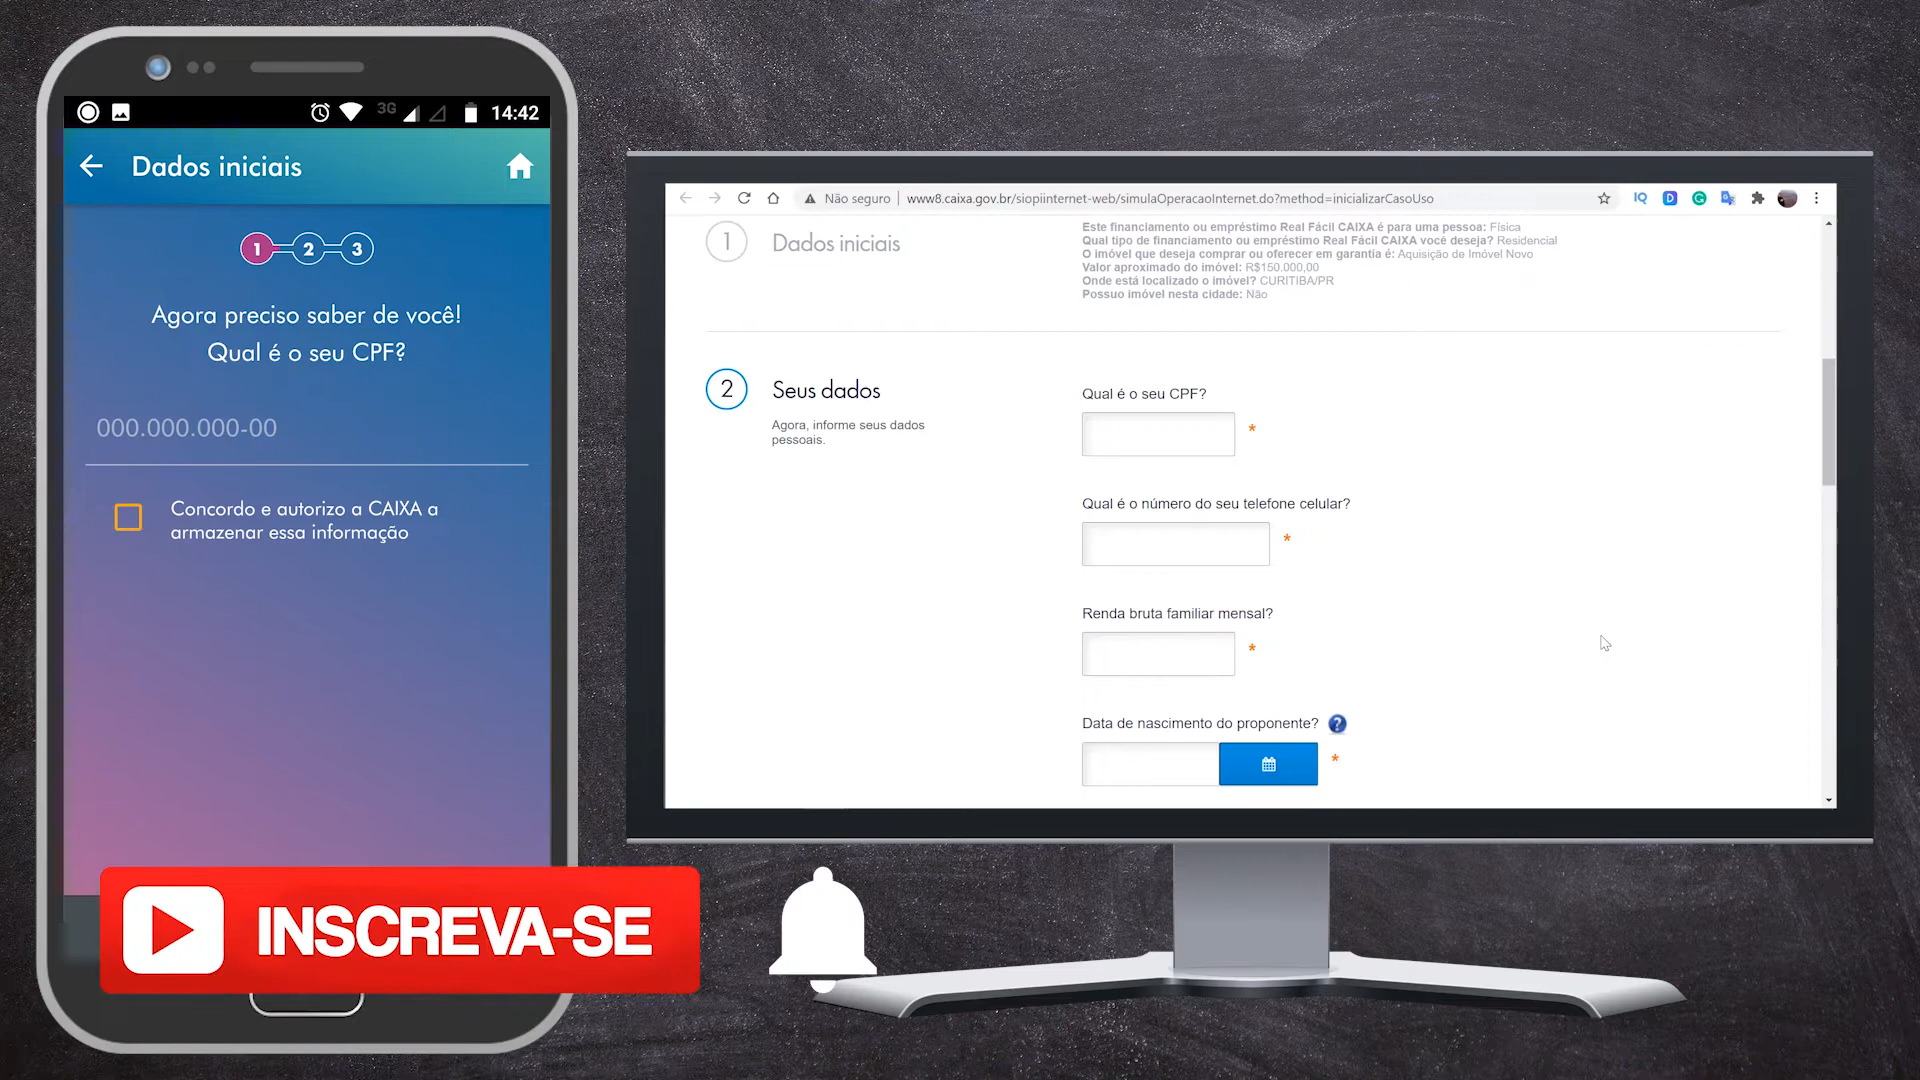 3G
14:42
Dados iniciais
1
2
3
Agora preciso saber de você!
Qual é o seu CPF?
000.000.000-00
Concordo e autorizo a CAIXA a
armazenar essa informação
INSCREVA-SE
Não seguro
www8.caixa.gov.br/siopiinternet-web/simulaOperacaoInternet.do?method=inicializarCasoUso
IQ
D
G
1
Dados iniciais
Este financiamento ou empréstimo Real Fácil CAIXA é para uma pessoa: Física
Qual tipo de financiamento ou empréstimo Real Fácil CAIXA você deseja? Residencial
O imóvel que deseja comprar ou oferecer em garantia é: Aquisição de Imóvel Novo
Valor aproximado do imóvel: R$150.000,00
Onde está localizado o imóvel? CURITIBA/PR
Possuo imóvel nesta cidade: Não
2
Seus dados
Agora, informe seus dados
pessoais.
Qual é o seu CPF?
*
Qual é o número do seu telefone celular?
*
Renda bruta familiar mensal?
*
Data de nascimento do proponente? ?
*